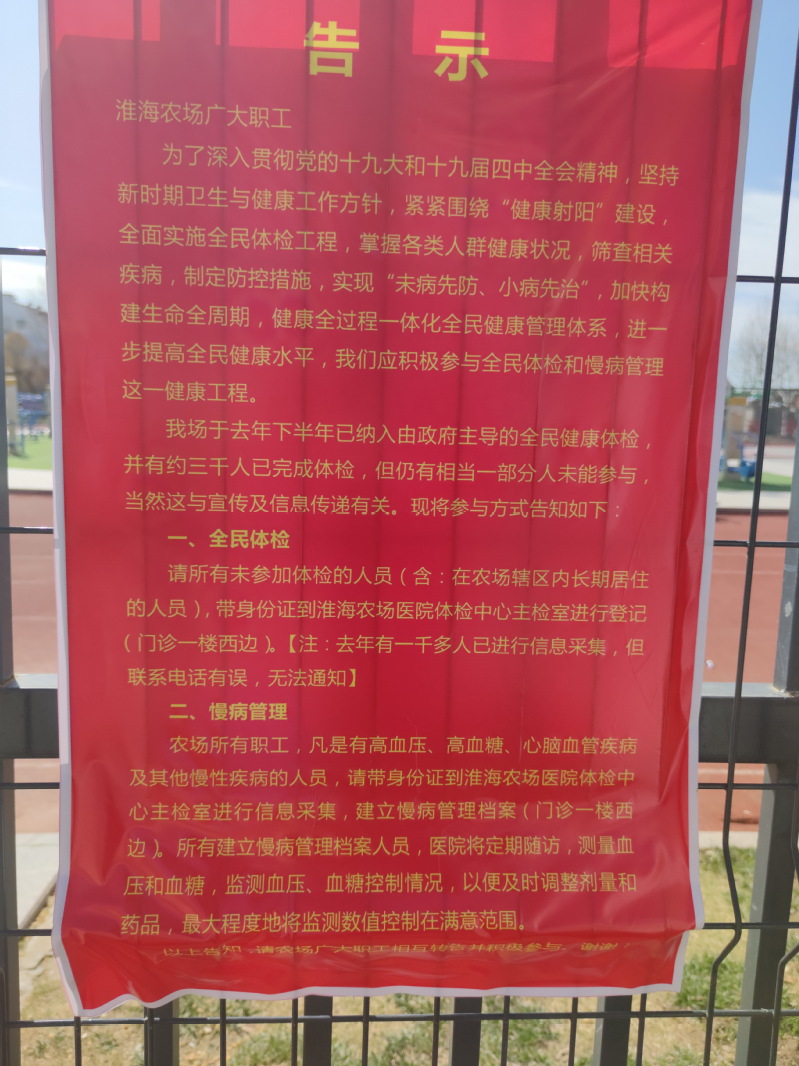 告 示
淮海农场广大职工
为了深入贯彻党的十九大和十九届四中全会精神，坚持
新时期卫生与健康工作方针，紧紧围绕“健康射阳”建设，
全面实施全民体检工程，掌握各类人群健康状况，筛查相关
疾病，制定防控措施，实现“未病先防、小病先治”，加快构
建生命全周期，健康全过程一体化全民健康管理体系，进一
步提高全民健康水平，我们应积极参与全民体检和慢病管理
这一健康工程。
我场于去年下半年已纳入由政府主导的全民健康体检，
并有约三千人已完成体检，但仍有相当一部分人未能参与，
当然这与宣传及信息传递有关。现将参与方式告知如下：
一、全民体检
请所有未参加体检的人员（含：在农场辖区内长期居住
的人员），带身份证到淮海农场医院体检中心主检室进行登记
（门诊一楼西边）。【注：去年有一千多人已进行信息采集，但
联系电话有误，无法通知】
二、慢病管理
农场所有职工，凡是有高血压、高血糖、心脑血管疾病
及其他慢性疾病的人员，请带身份证到淮海农场医院体检中
心主检室进行信息采集，建立慢病管理档案（门诊一楼西
边）。所有建立慢病管理档案人员，医院将定期随访，测量血
压和血糖，监测血压、血糖控制情况，以便及时调整剂量和
药品，最大程度地将监测数值控制在满意范围。
以上告知，请农场广大职工相互转告并积极参与。谢谢